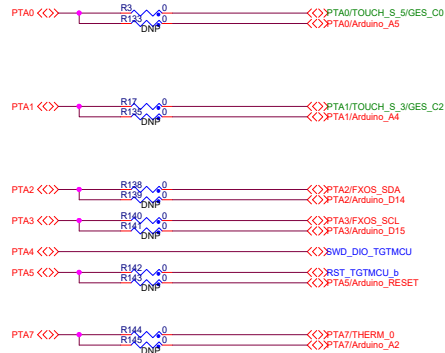 R3 0
PTA0 PTA0/TOUCH_S_5/GES_C0
R133 0
PTA0/Arduino_A5
DNP
R17 0
PTA1 PTA1/TOUCH_S_3/GES_C2
R135 0
PTA1/Arduino_A4
DNP
R138 0
PTA2 PTA2/FXOS_SDA
R139 0
PTA2/Arduino_D14
DNP
R140 0
PTA3 PTA3/FXOS_SCL
R141 0
PTA3/Arduino_D15
DNP
PTA4 SWD_DIO_TGTMCU
R142 0
PTA5 RST_TGTMCU_b
R143 0
PTA5/Arduino_RESET
DNP
R144 0
PTA7 PTA7/THERM_0
R145 0
PTA7/Arduino_A2
DNP